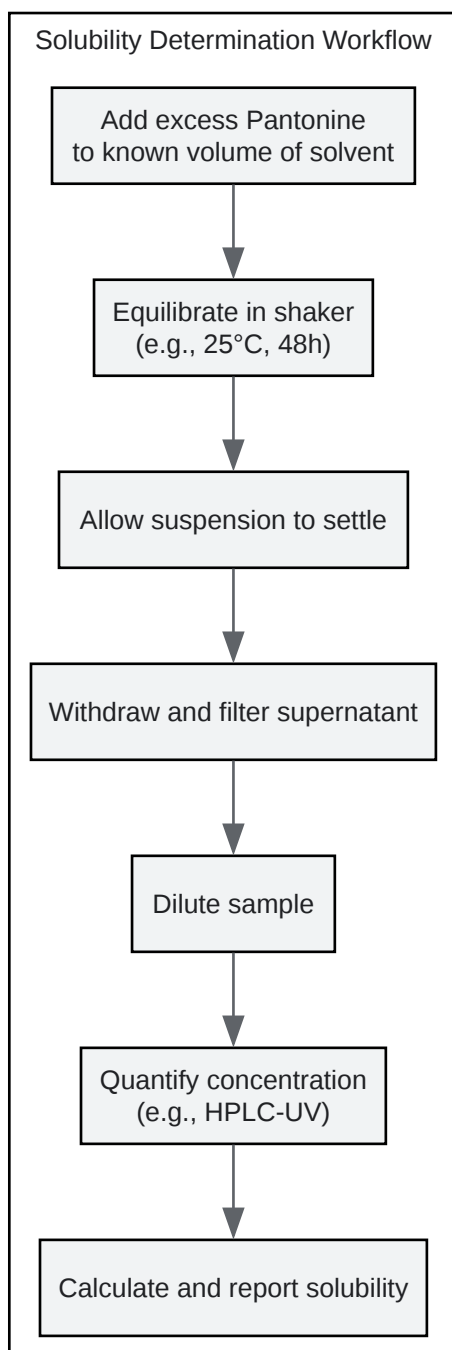 Solubility Determination Workflow
Add excess Pantonine
to known volume of solvent
Equilibrate in shaker
(e.g., 25°C, 48h)
Allow suspension to settle
Withdraw and filter supernatant
Dilute sample
Quantify concentration
(e.g., HPLC-UV)
Calculate and report solubility